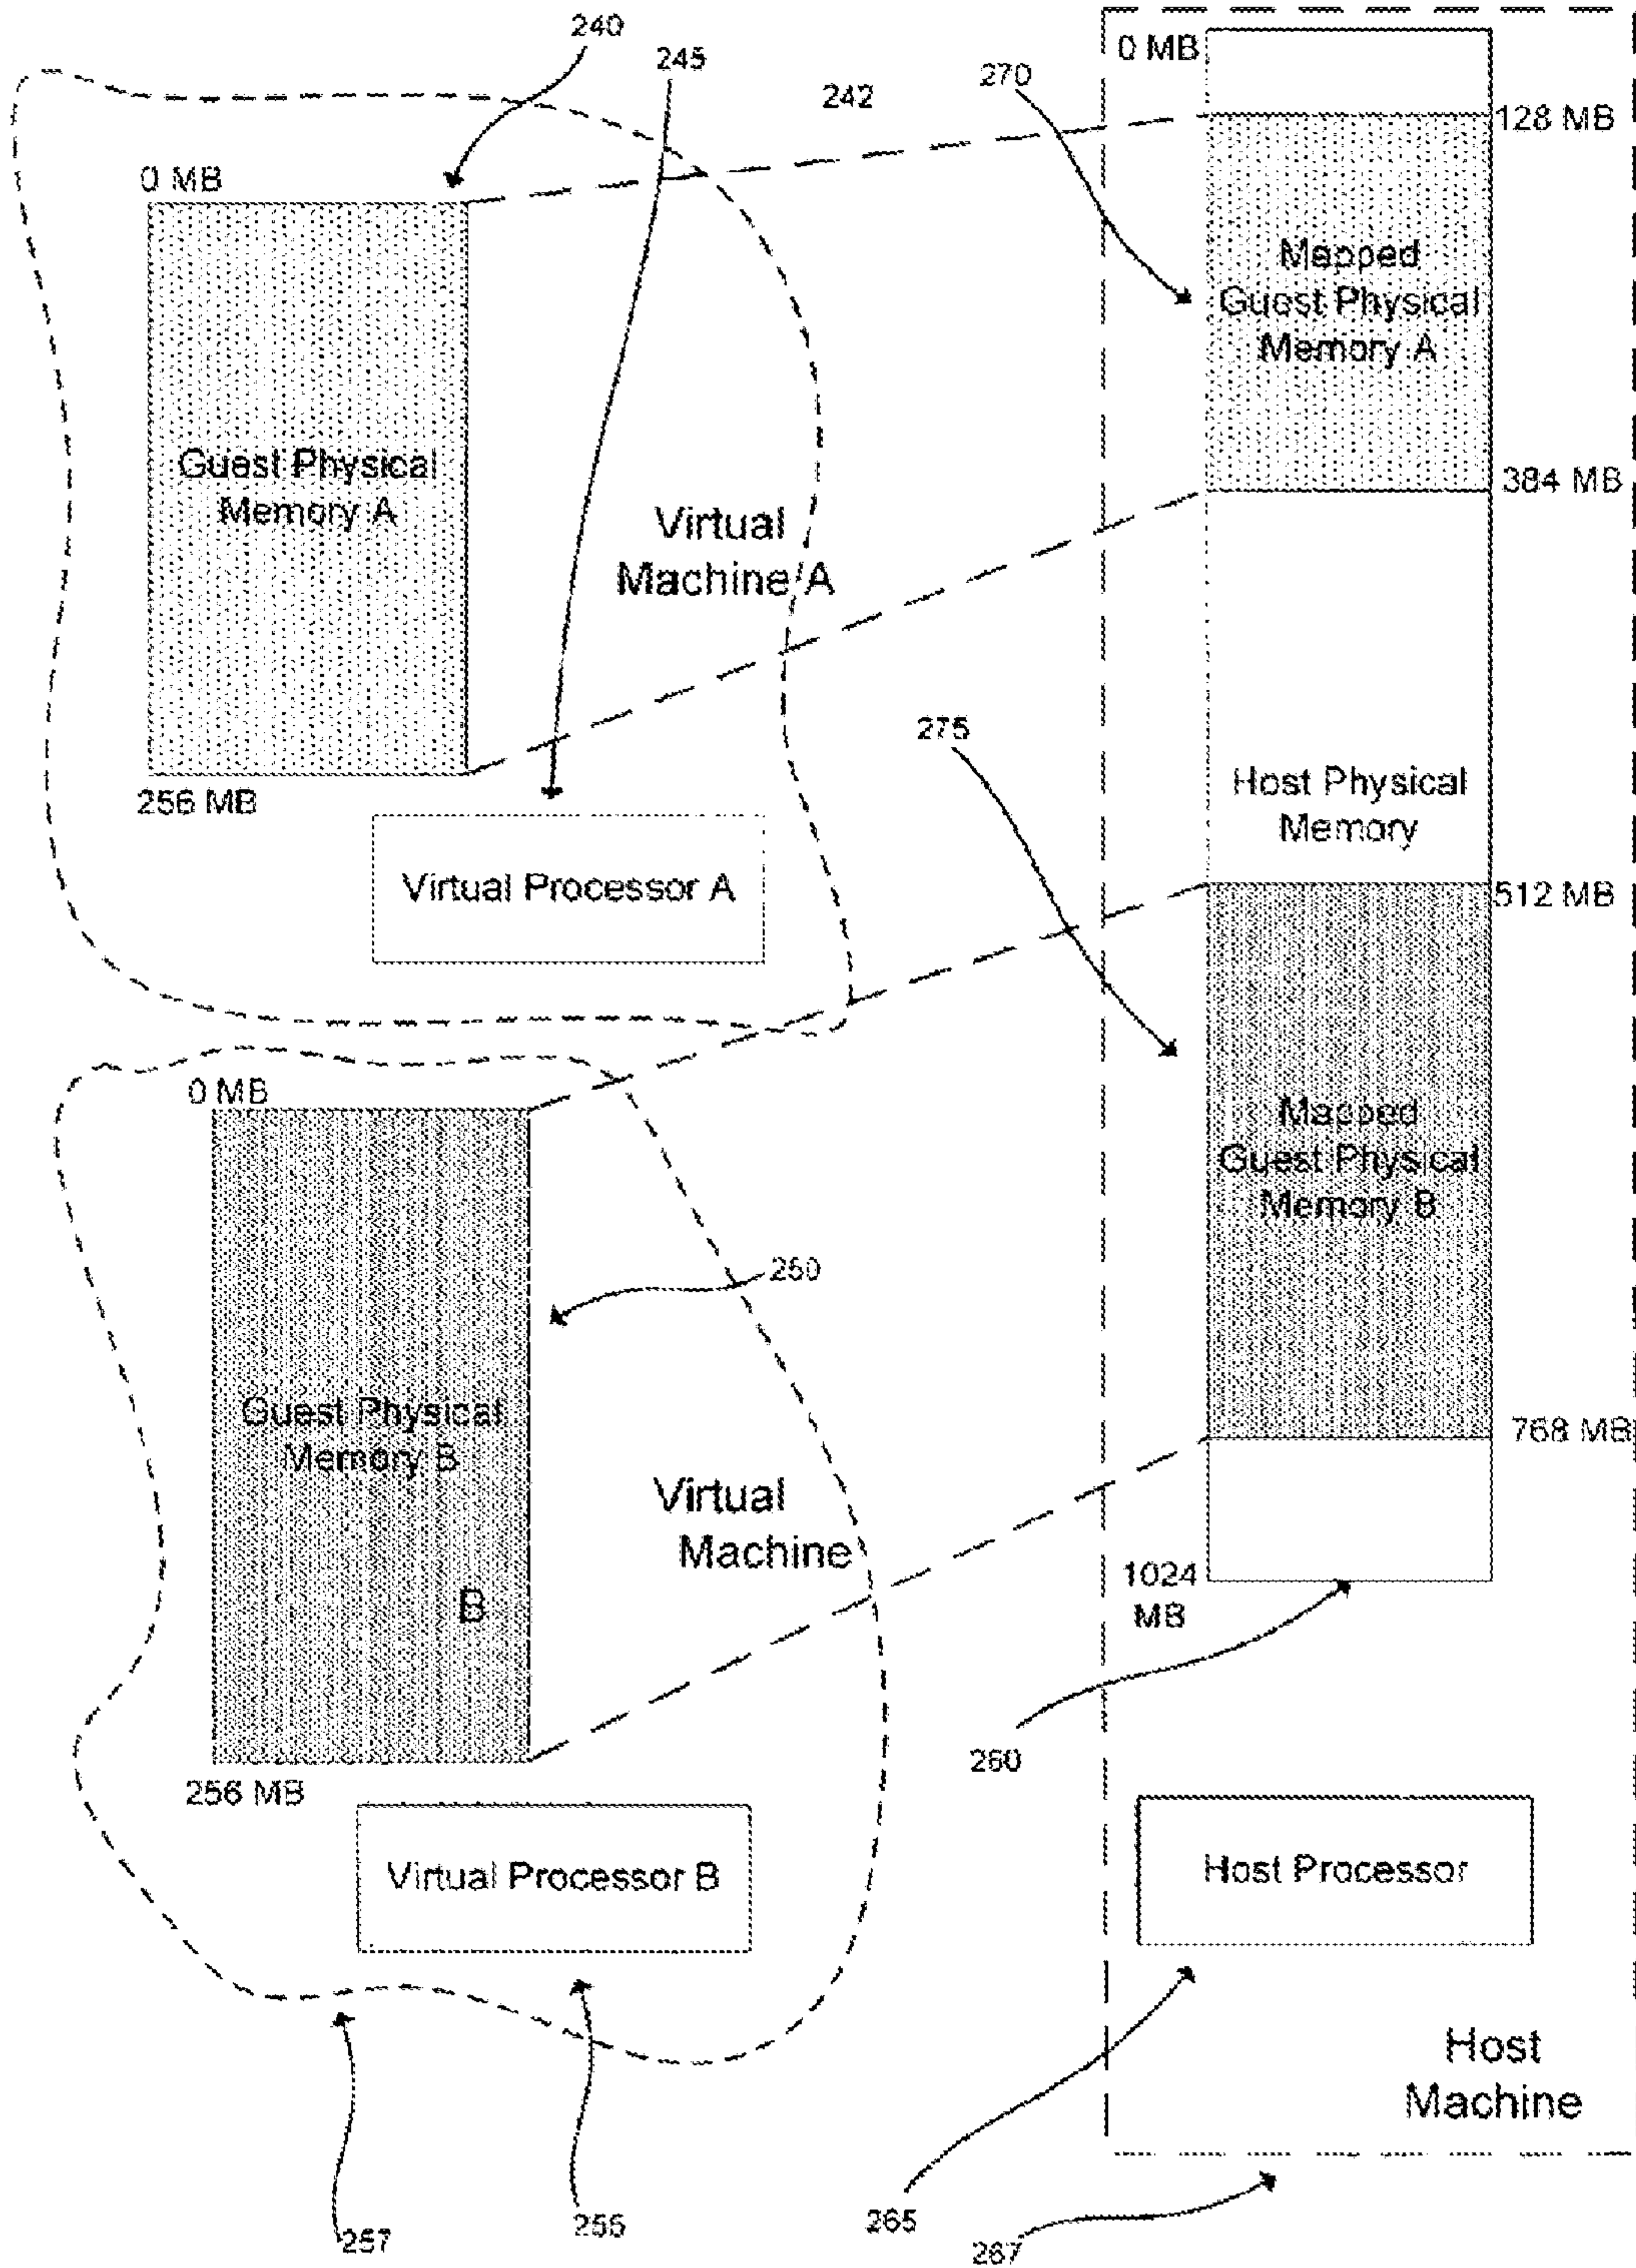 240
245
242
270
0 MB
128 MB
0 MB
Mapped
Guest Physical
Memory A
Guest Physical
Memory A
384 MB
Virtual
Machine A
275
256 MB
Host Physical
Memory
Virtual Processor A
512 MB
0 MB
Mapped
Guest Physical
Memory B
250
Guest Physical
Memory B
768 MB
Virtual
Machine
B
1024
MB
260
256 MB
Virtual Processor B
Host Processor
Host
Machine
257
255
265
267